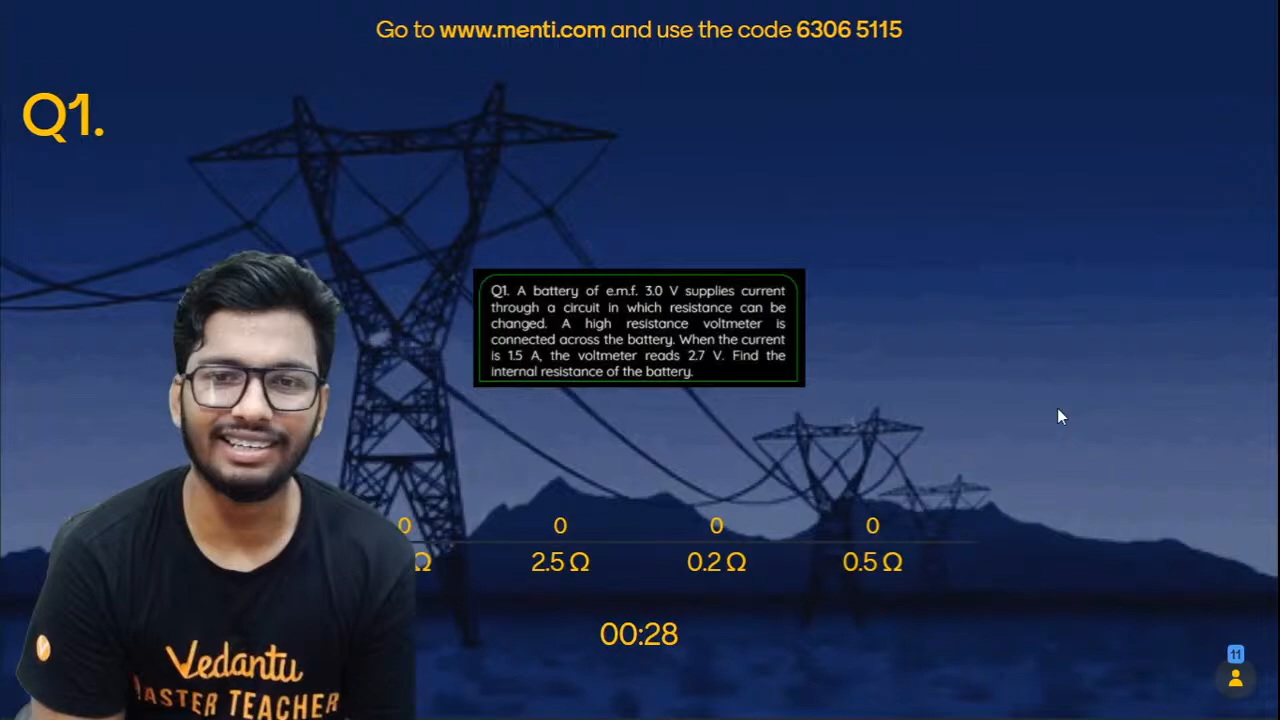 Go to www.menti.com and use the code 6306 5115
Q1.
Q1. A battery of e.m.f. 3.0 V supplies current
through a circuit in which resistance can be
changed. A high resistance voltmeter is
connected across the battery. When the current
is 1.5 A, the voltmeter reads 2.7 V. Find the
internal resistance of the battery.
0 0 0 0
Ω 2.5 Ω 0.2 Ω 0.5 Ω
00:28
Vedantu
MASTER TEACHER
11